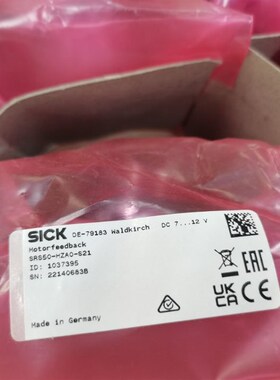 SICK DE-79183 Waldkirch DC 7...12 V
Motorfeedback
SRS50-HZA0-S21
ID: 1037395
SN: 22140683B
EAC
UK
CA
CE
Made in Germany